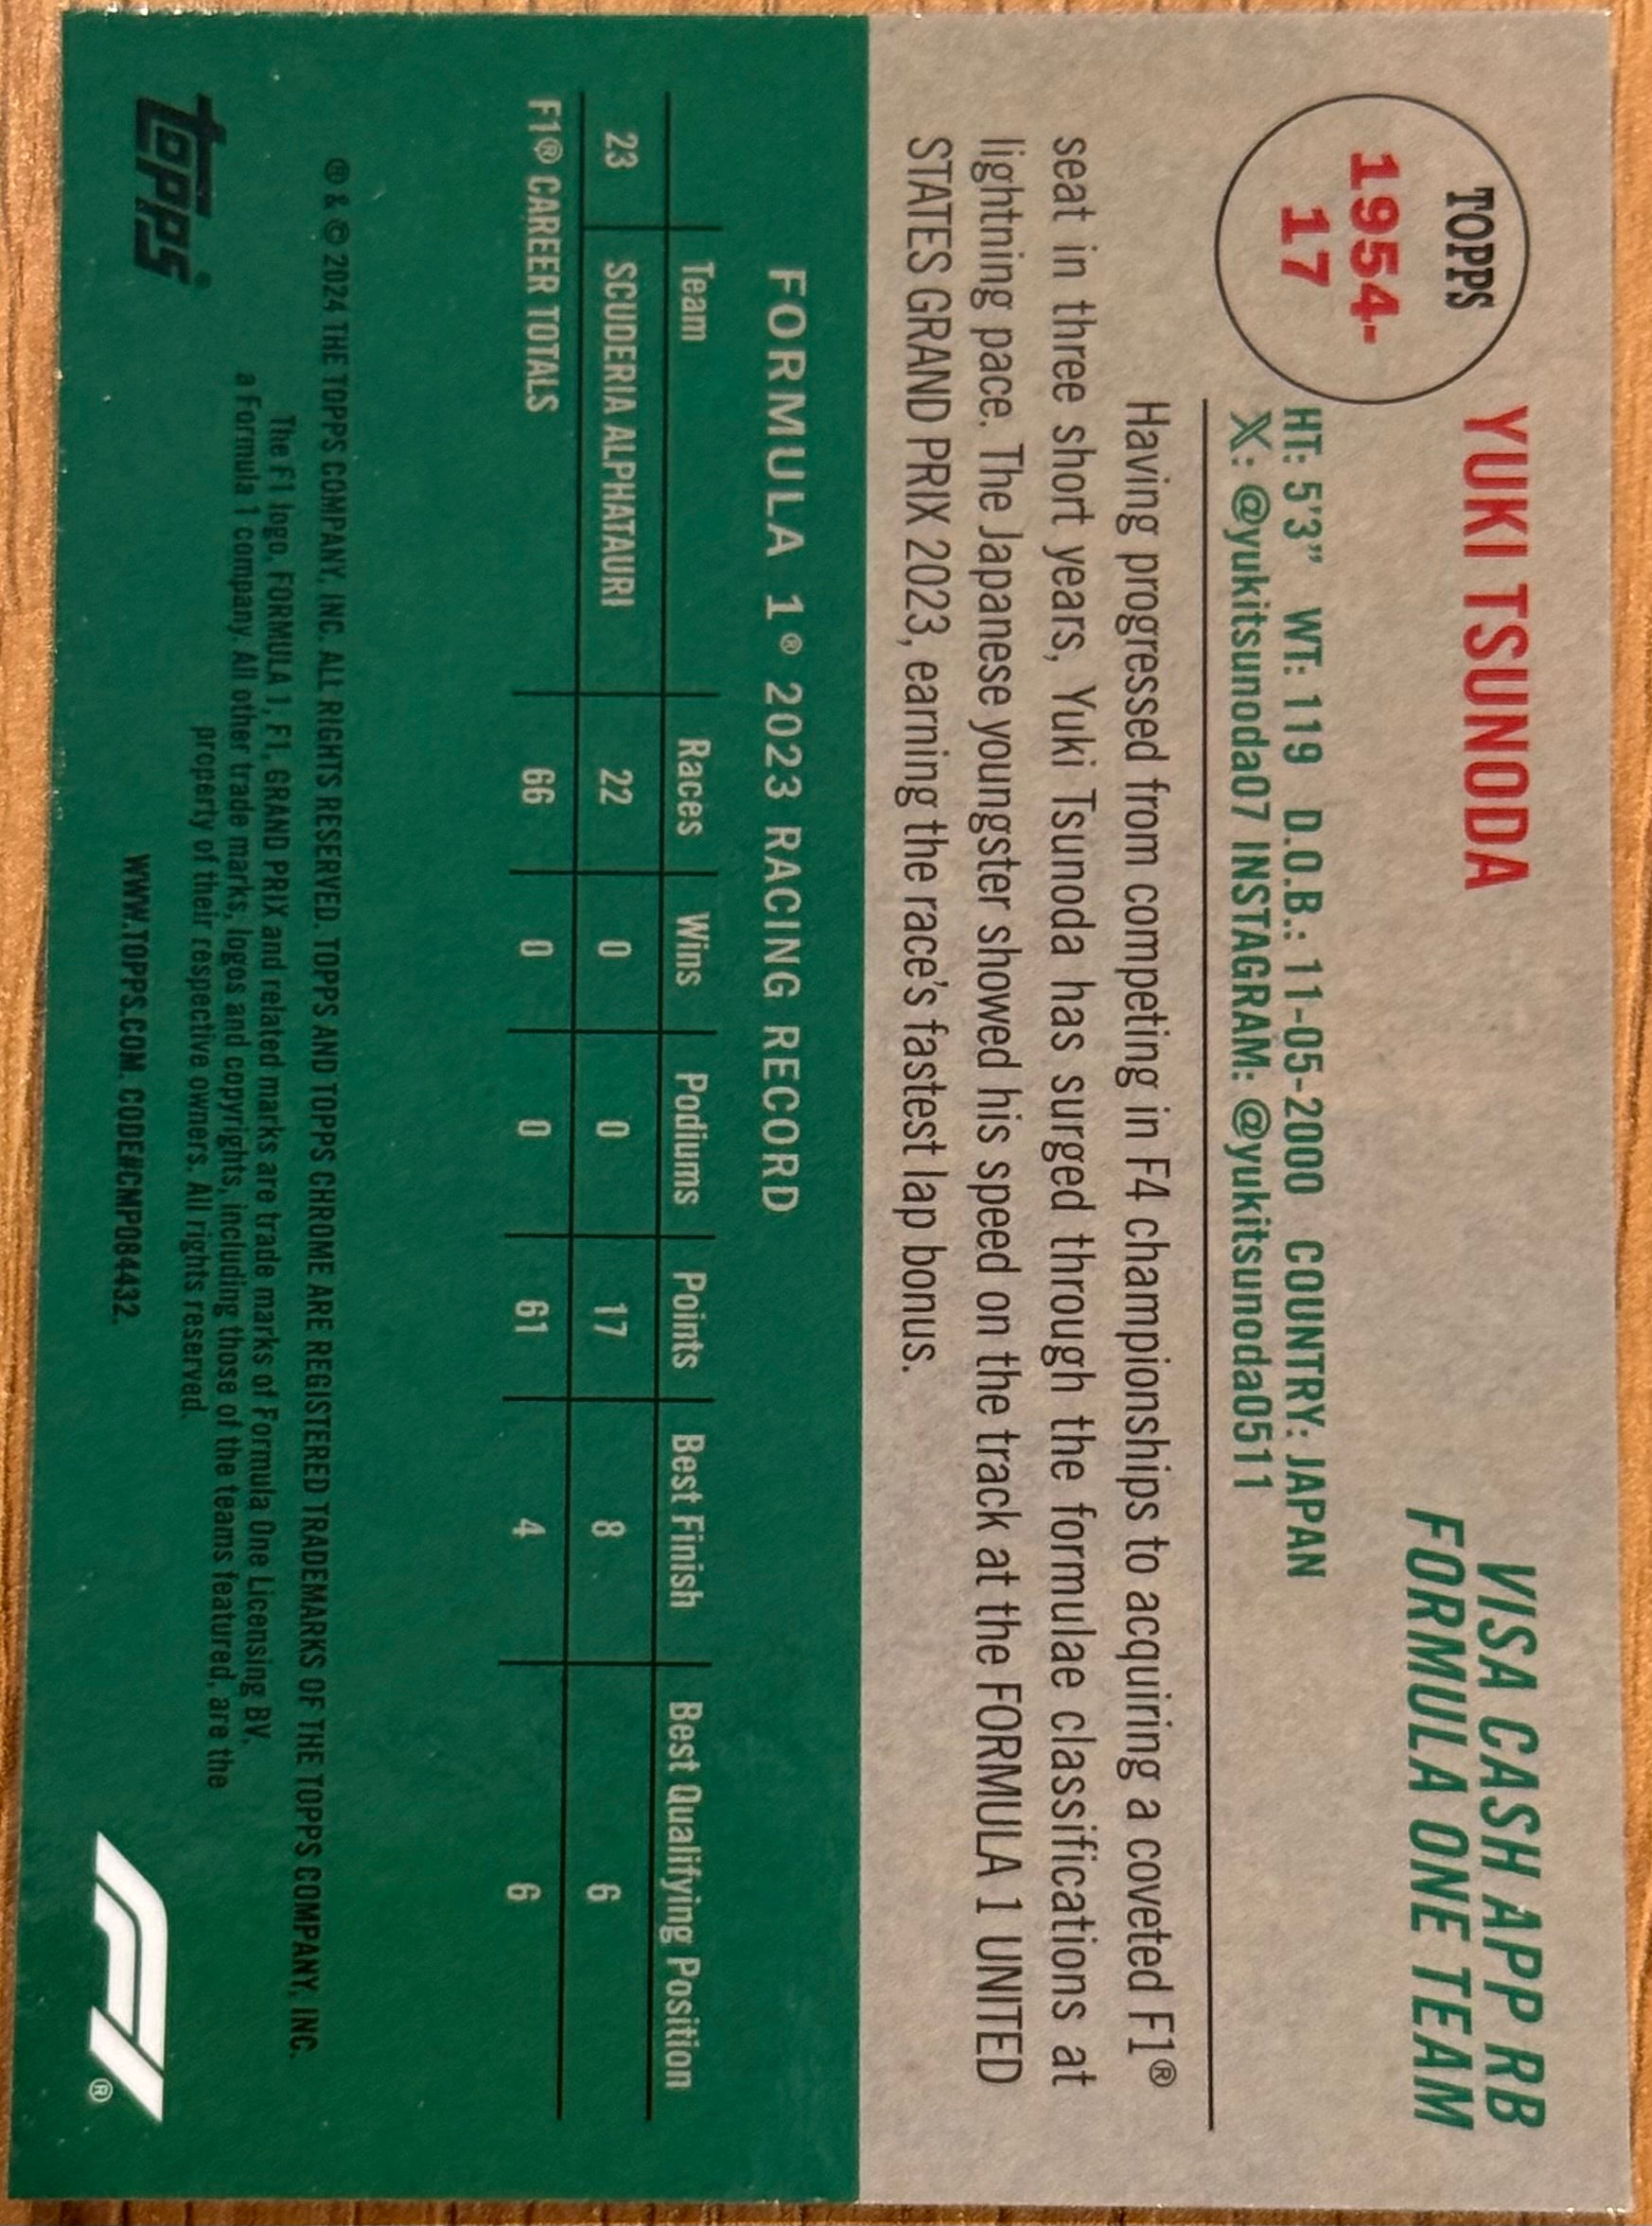 TOPPS
1954-
17
YUKI TSUNODA
VISA CASH APP RB
FORMULA ONE TEAM
HT: 5'3” WT: 119 D.O.B.: 11-05-2000 COUNTRY: JAPAN
X: @yukitsunoda07 INSTAGRAM: @yukitsunoda0511
Having progressed from competing in F4 championships to acquiring a coveted F1®
seat in three short years, Yuki Tsunoda has surged through the formulae classifications at
lightning pace. The Japanese youngster showed his speed on the track at the FORMULA 1 UNITED
STATES GRAND PRIX 2023, earning the race's fastest lap bonus.
FORMULA 1® 2023 RACING RECORD
Team Races Wins Podiums Points Best Finish Best Qualifying Position
23 SCUDERIA ALPHATAURI 22 0 0 17 8 6
F1® CAREER TOTALS 66 0 0 61 4 6
® & © 2024 THE TOPPS COMPANY, INC. ALL RIGHTS RESERVED. TOPPS AND TOPPS CHROME ARE REGISTERED TRADEMARKS OF THE TOPPS COMPANY, INC.
The F1 logo, FORMULA 1, F1, GRAND PRIX and related marks are trade marks of Formula One Licensing BV,
a Formula 1 company. All other trade marks, logos and copyrights, including those of the teams featured, are the
property of their respective owners. All rights reserved.
topps®
WWW.TOPPS.COM. CODE#CMP084432.
F1®